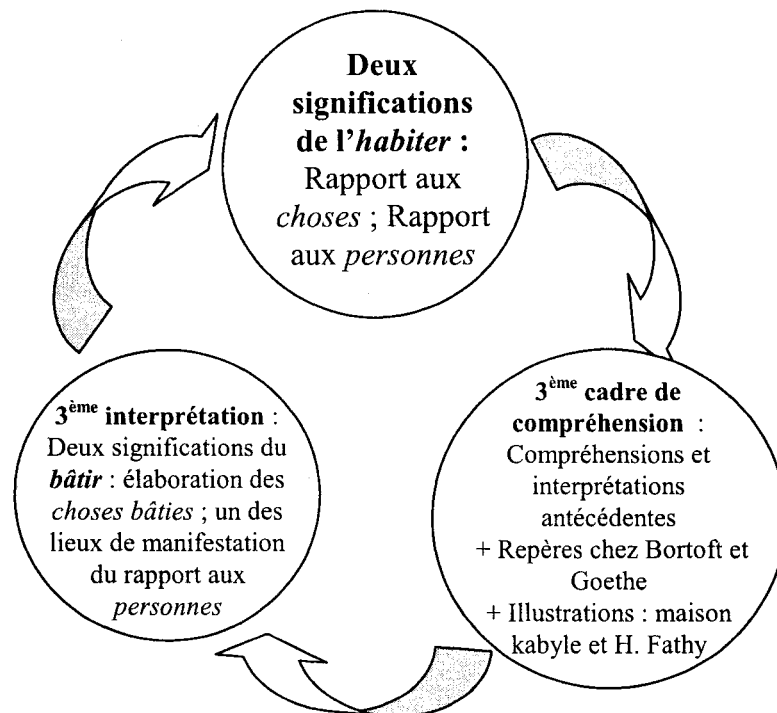 Deux
significations
de l'habiter :
Rapport aux
choses ; Rapport
aux personnes
3ème cadre de
compréhension :
Compréhensions et
interprétations
antécédentes
+ Repères chez Bortoft et
Goethe
+ Illustrations : maison
kabyle et H. Fathy
3ème interprétation :
Deux significations du
bâtir : élaboration des
choses bâties ; un des
lieux de manifestation
du rapport aux
personnes